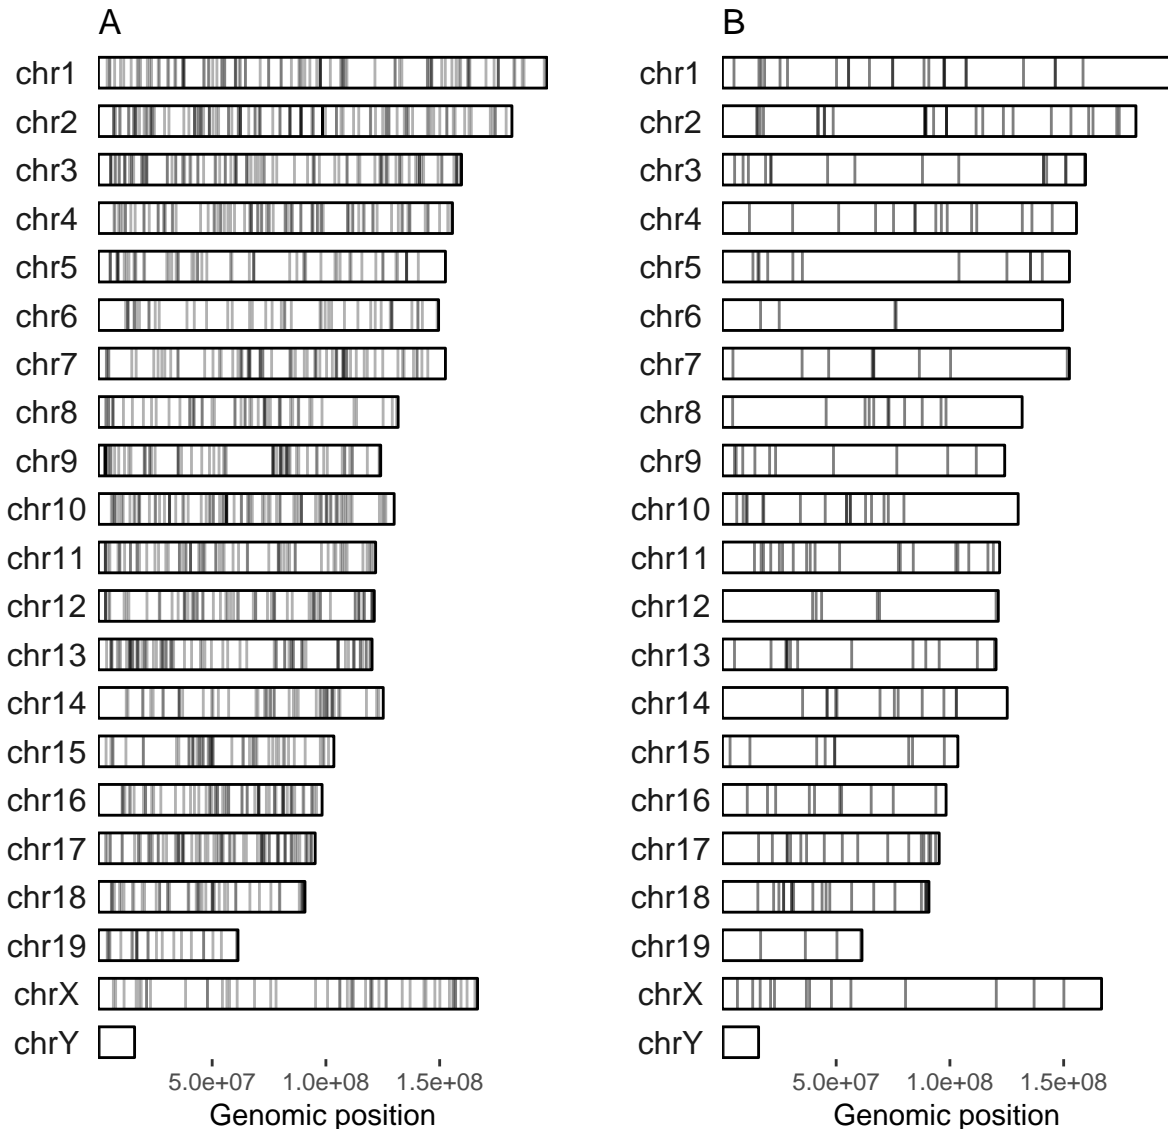 A
chr1
chr2
chr3
chr4
chr5
chr6
chr7
chr8
chr9
chr10
chr11
chr12
chr13
chr14
chr15
chr16
chr17
chr18
chr19
chrX
chrY
5.0e+07 1.0e+08 1.5e+08
Genomic position
B
chr1
chr2
chr3
chr4
chr5
chr6
chr7
chr8
chr9
chr10
chr11
chr12
chr13
chr14
chr15
chr16
chr17
chr18
chr19
chrX
chrY
5.0e+07 1.0e+08 1.5e+08
Genomic position